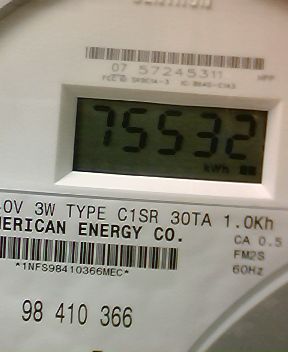 07 57245311
75532
kWh
0V 3W TYPE C1SR 30TA 1.0Kh
MERICAN ENERGY CO.
CA 0.5
FM2S
60Hz
*1NFS98410366MEC*
98 410 366